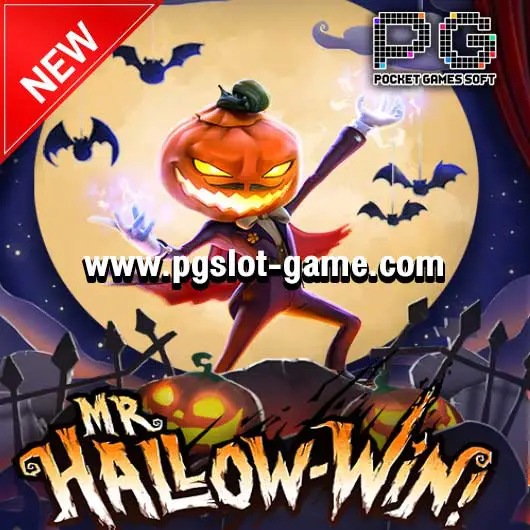 NEW
PG
POCKET GAMES SOFT
www.pgslot-game.com
MR.
HALLOW-WIN!